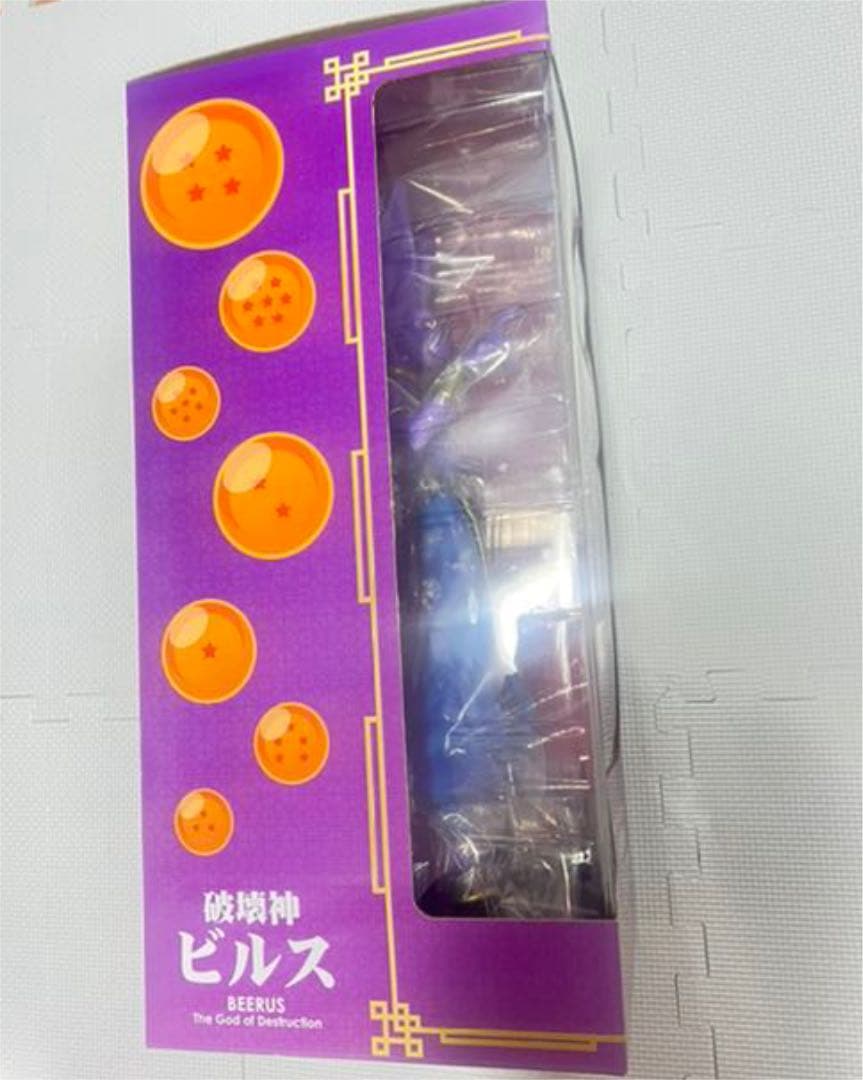 破壊神
ビルス
BEERUS
The God of Destruction